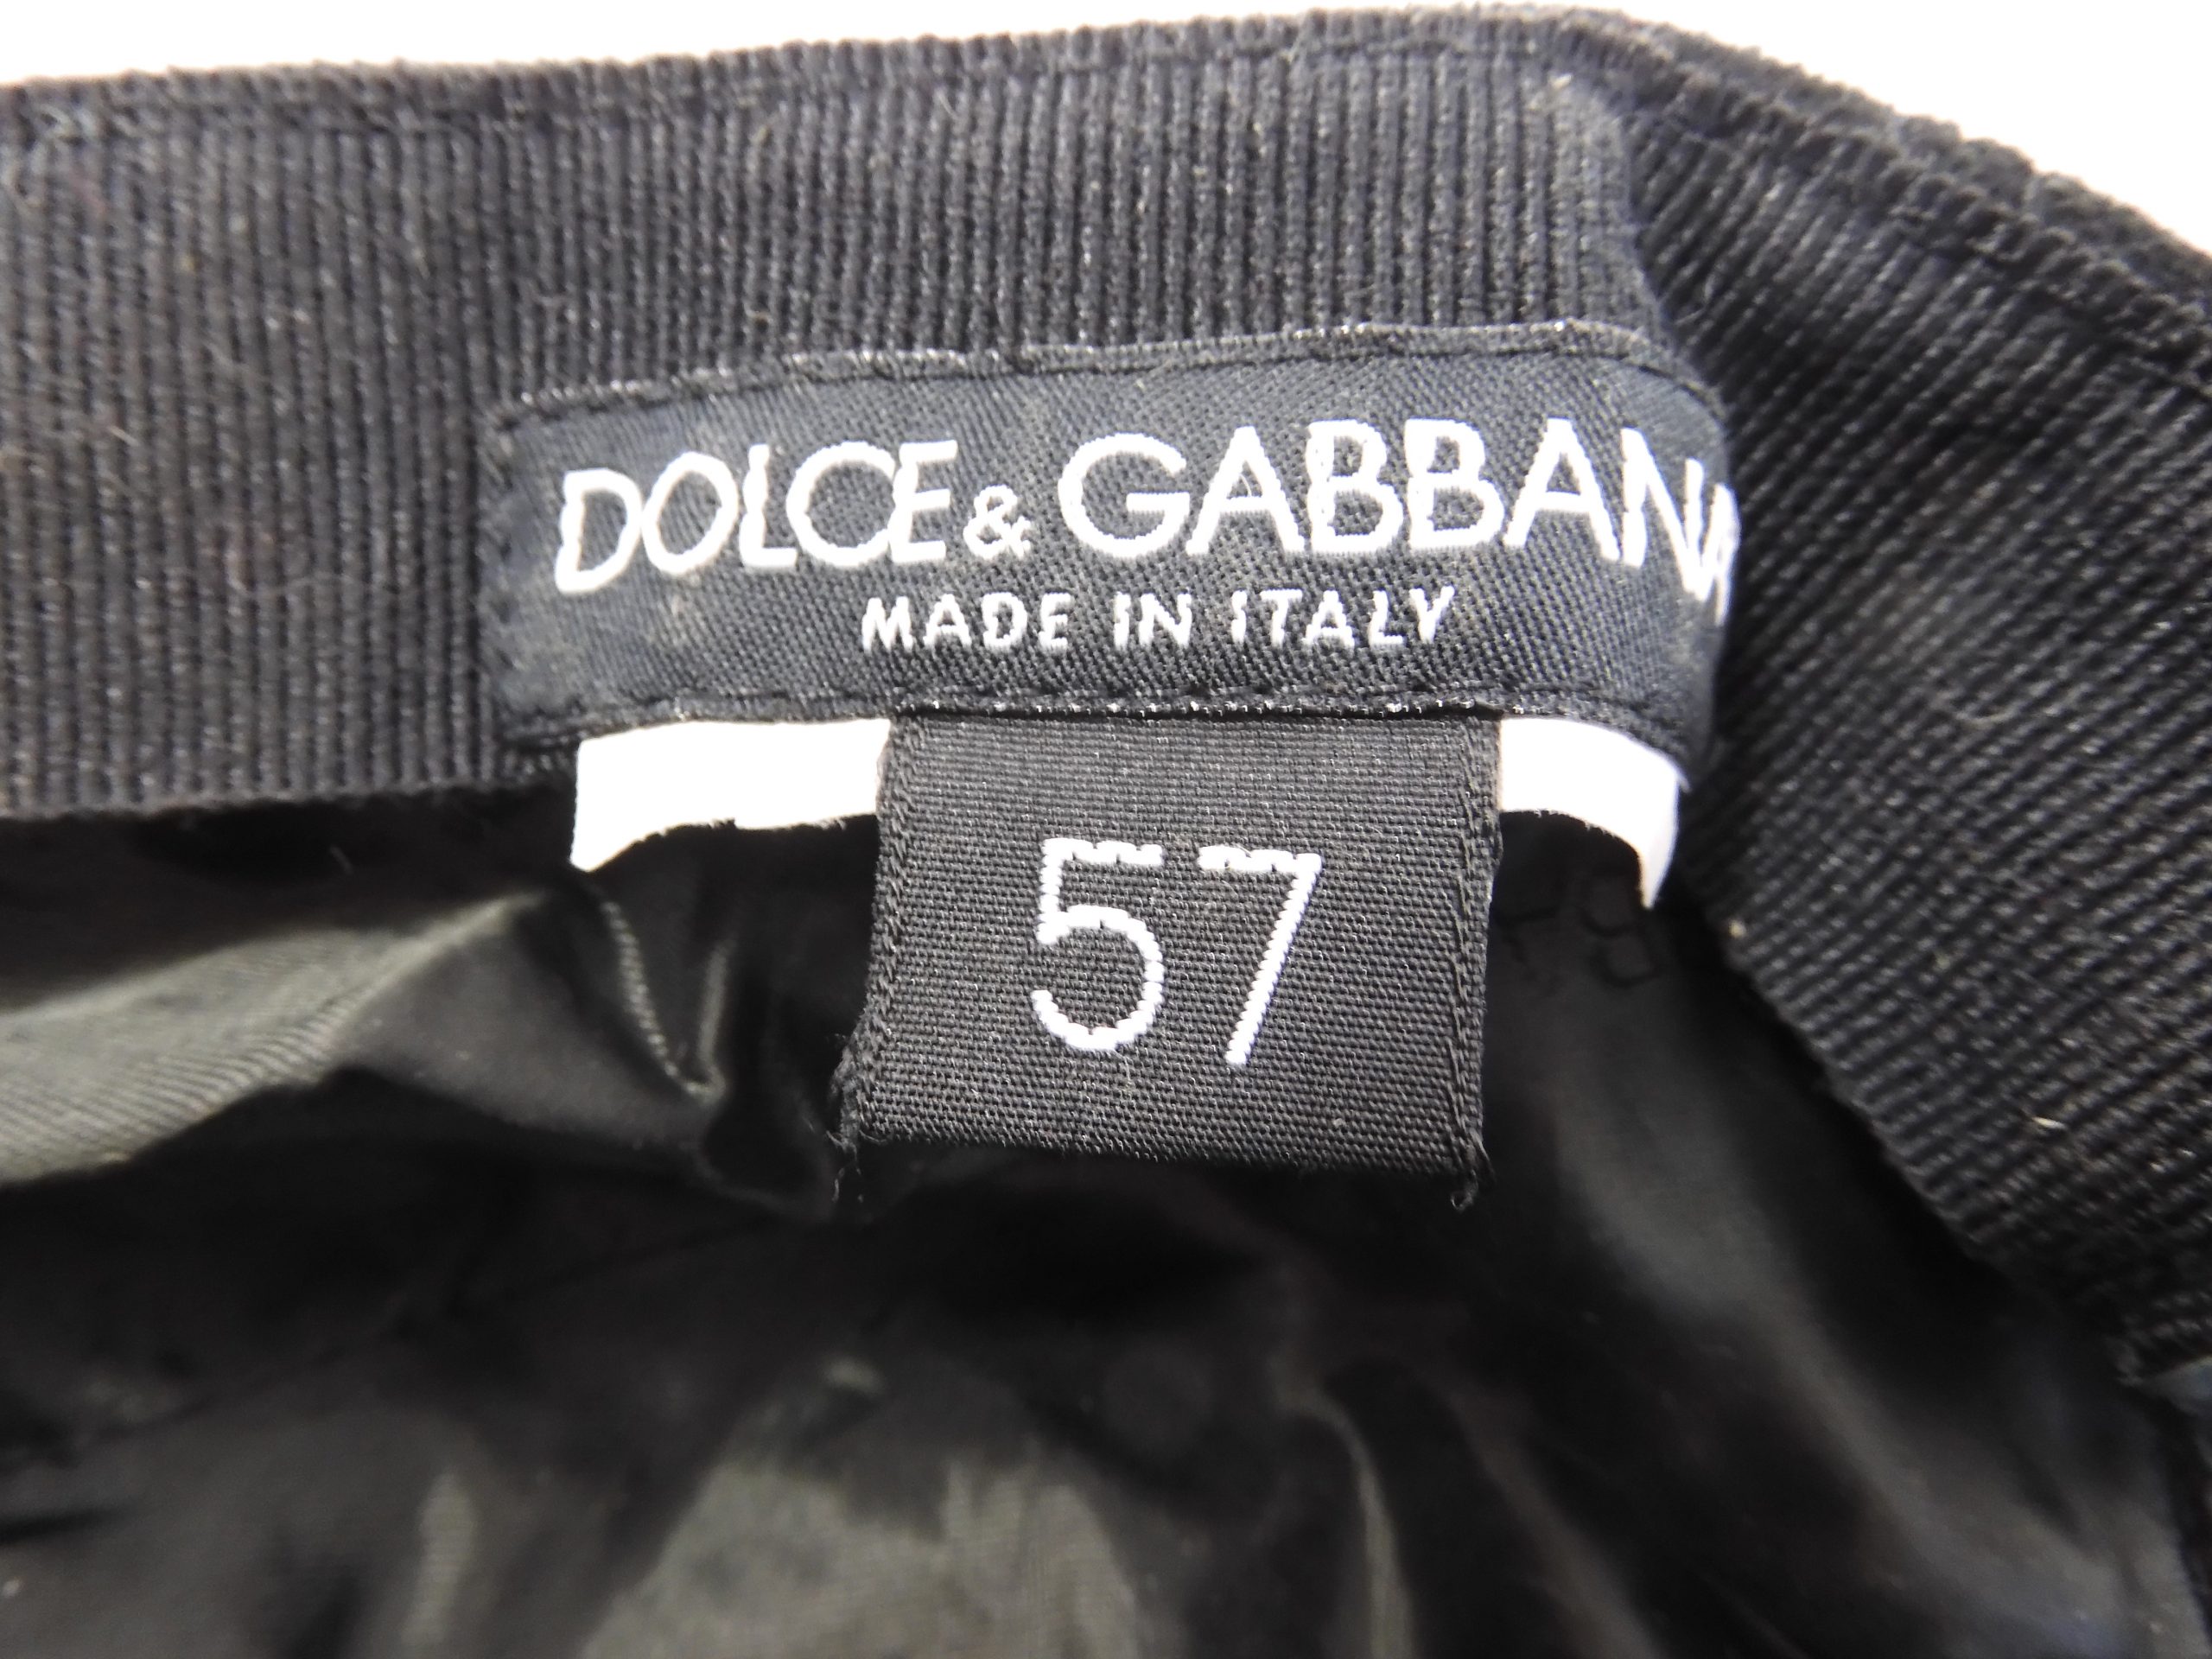 DOLCE & GABBANA
MADE IN ITALY
57